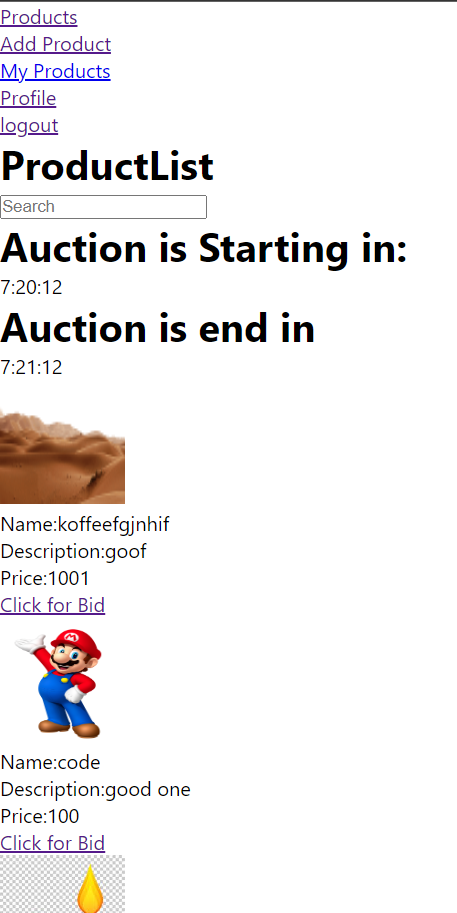 Products
Add Product
My Products
Profile
logout
ProductList
Search
Auction is Starting in:
7:20:12
Auction is end in
7:21:12
Name:koffeefgjnhif
Description:goof
Price:1001
Click for Bid
M
Name:code
Description:good one
Price:100
Click for Bid